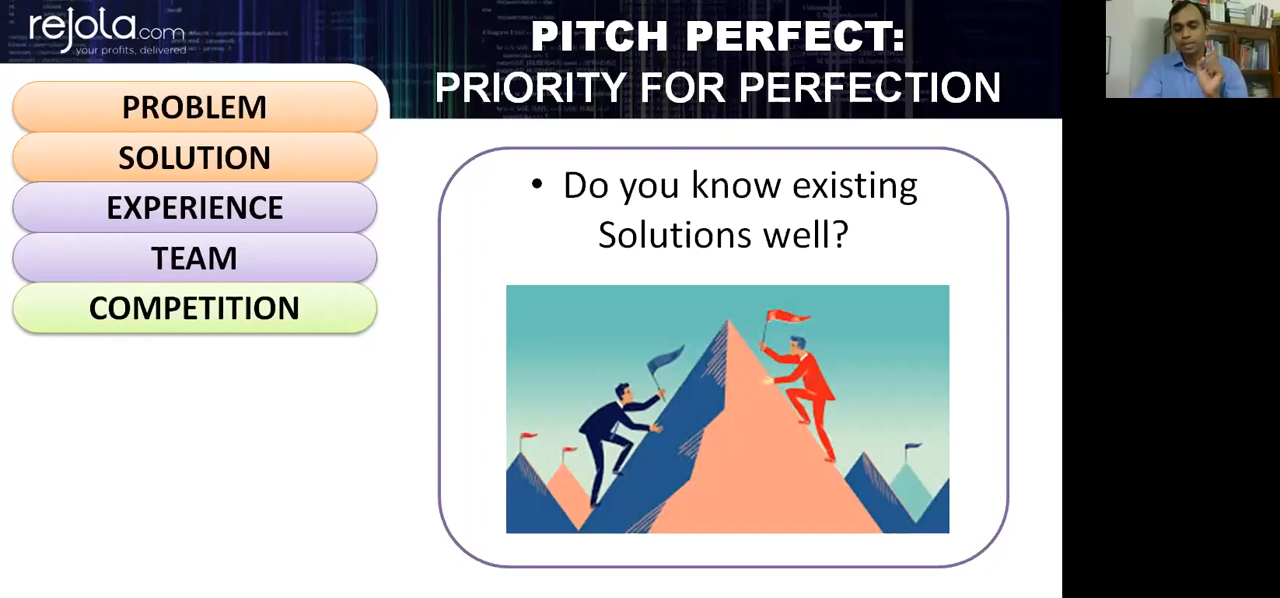 rejola.com
your profits, delivered
PITCH PERFECT:
PRIORITY FOR PERFECTION
PROBLEM
SOLUTION
EXPERIENCE
TEAM
COMPETITION
• Do you know existing
Solutions well?